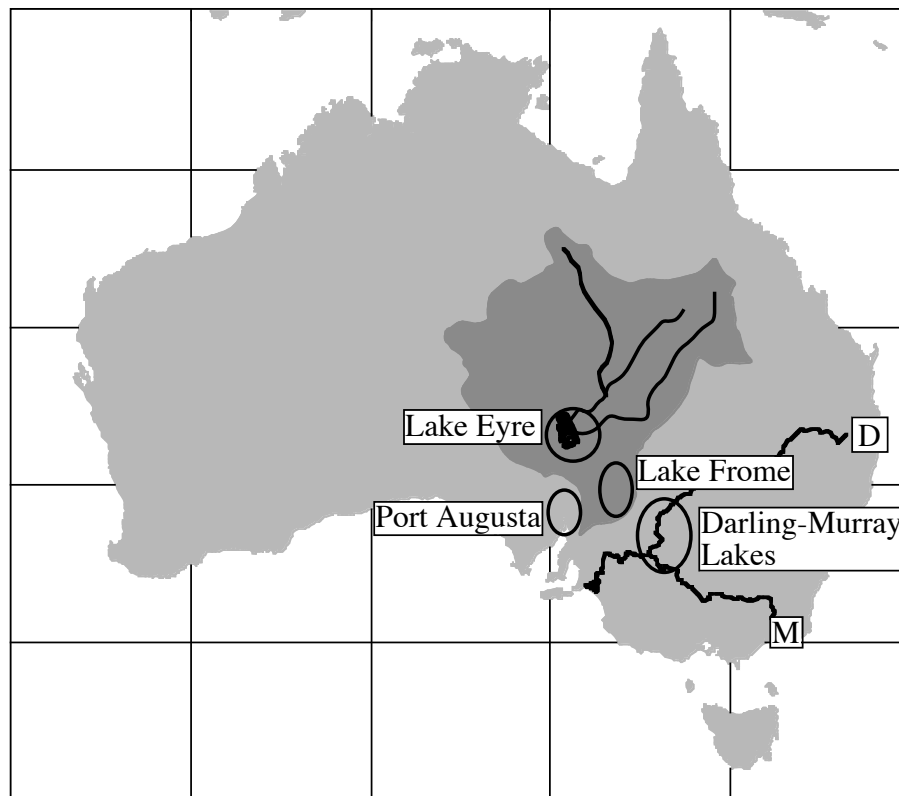 Lake Eyre
D
Lake Frome
Port Augusta
Darling-Murray
Lakes
M